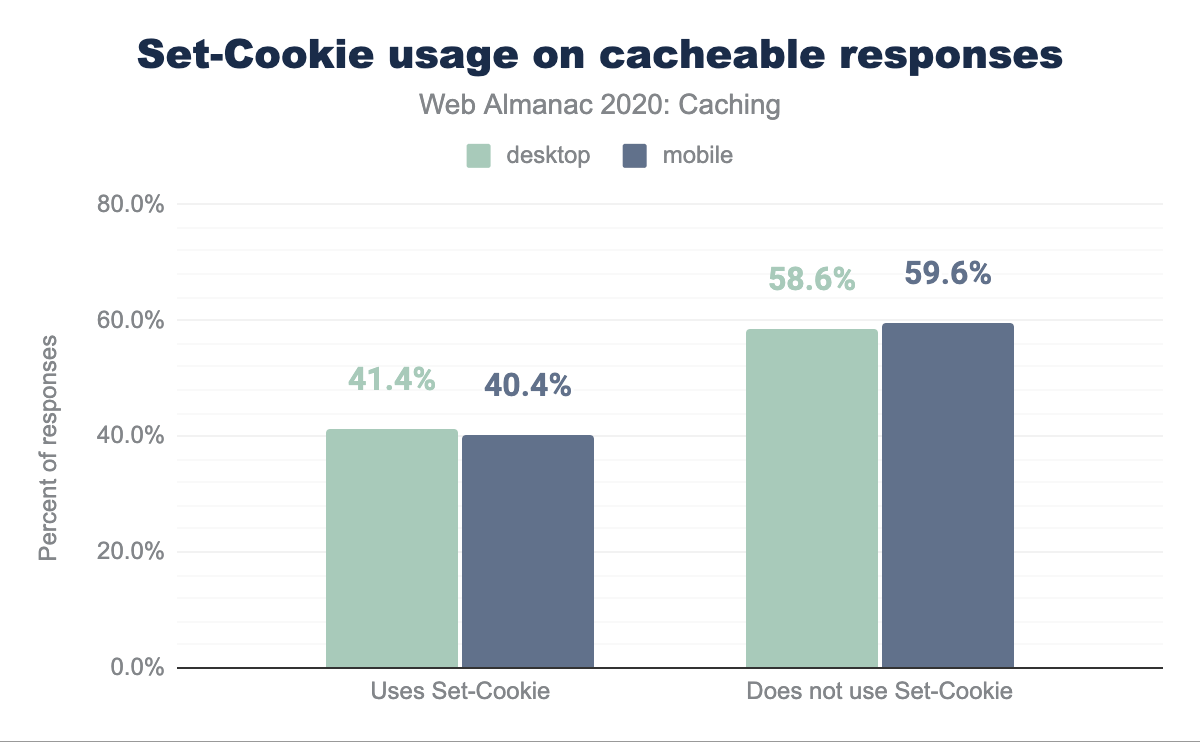 Set-Cookie usage on cacheable responses
Web Almanac 2020: Caching
desktop mobile
80.0%
60.0%
40.0%
20.0%
0.0%
Percent of responses
41.4% 40.4%
58.6% 59.6%
Uses Set-Cookie
Does not use Set-Cookie